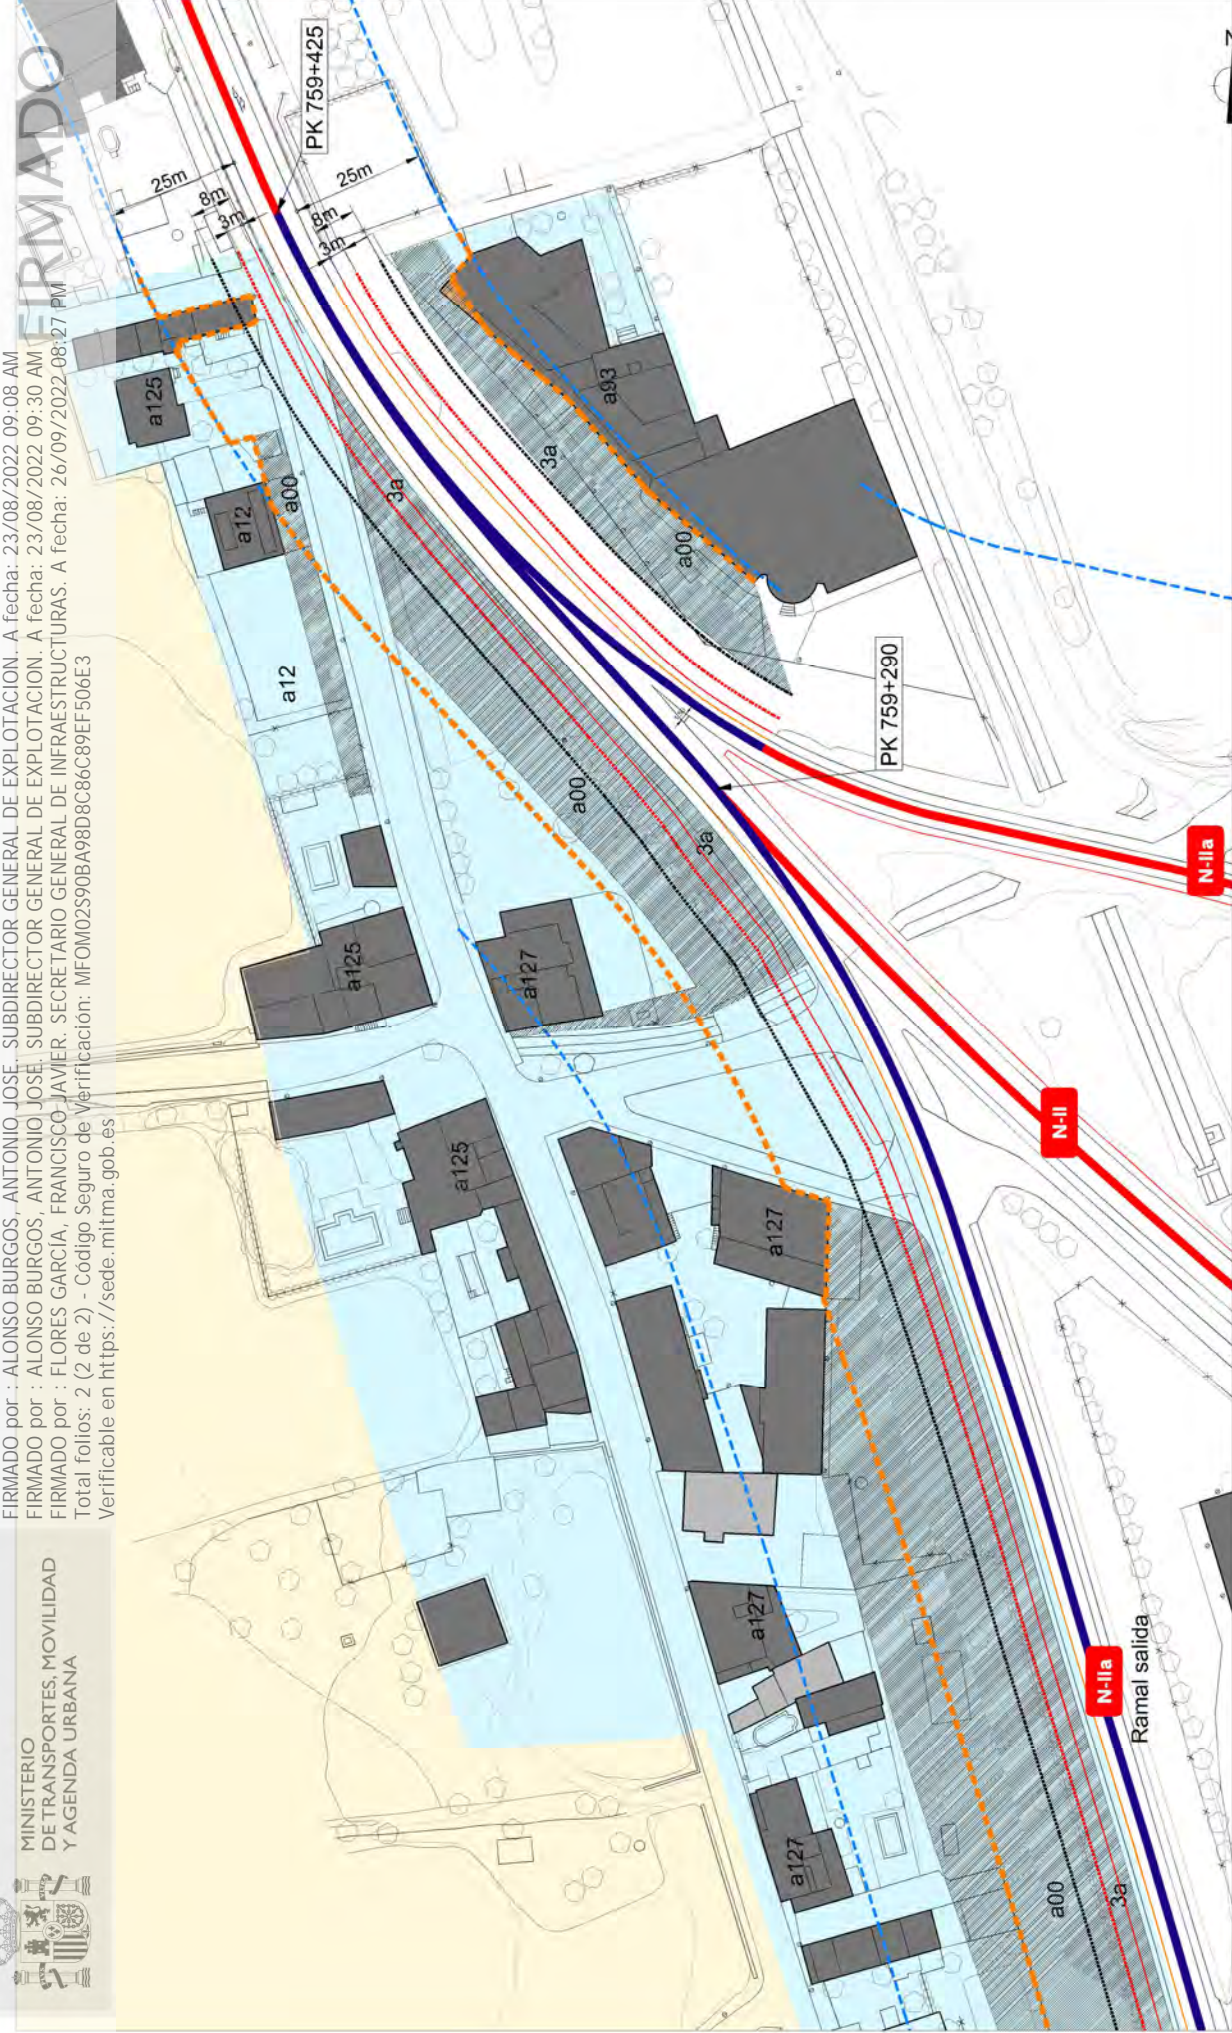 FIRMADO por : ALONSO BURGOS, ANTONIO JOSE. SUBDIRECTOR GENERAL DE EXPLOTACION. A fecha: 23/08/2022 09:08 AM
FIRMADO por : ALONSO BURGOS, ANTONIO JOSE. SUBDIRECTOR GENERAL DE EXPLOTACION. A fecha: 23/08/2022 09:30 AM
FIRMADO por : FLORES GARCÍA, FRANCISCO JAVIER. SECRETARIO GENERAL DE INFRAESTRUCTURAS. A fecha: 26/09/2022 08:27 PM
Total folios: 2 (2 de 2) - Codigo Seguro de Verificación: MFOM02S90BA98D8C86C89EF506E3
Verificable en https://sede.mitma.gob.es
FIRMADO
MINISTERIO
DE TRANSPORTES, MOVILIDAD
Y AGENDA URBANA
PK 759+425
25m
8m
3m
25m
8m
3m
a125
a12
a00
a12
3a
3a
a93
a00
a00
3a
PK 759+290
a125
a127
a125
a127
a127
a127
a00
3a
N-IIa
N-II
N-IIa
Ramal salida
N